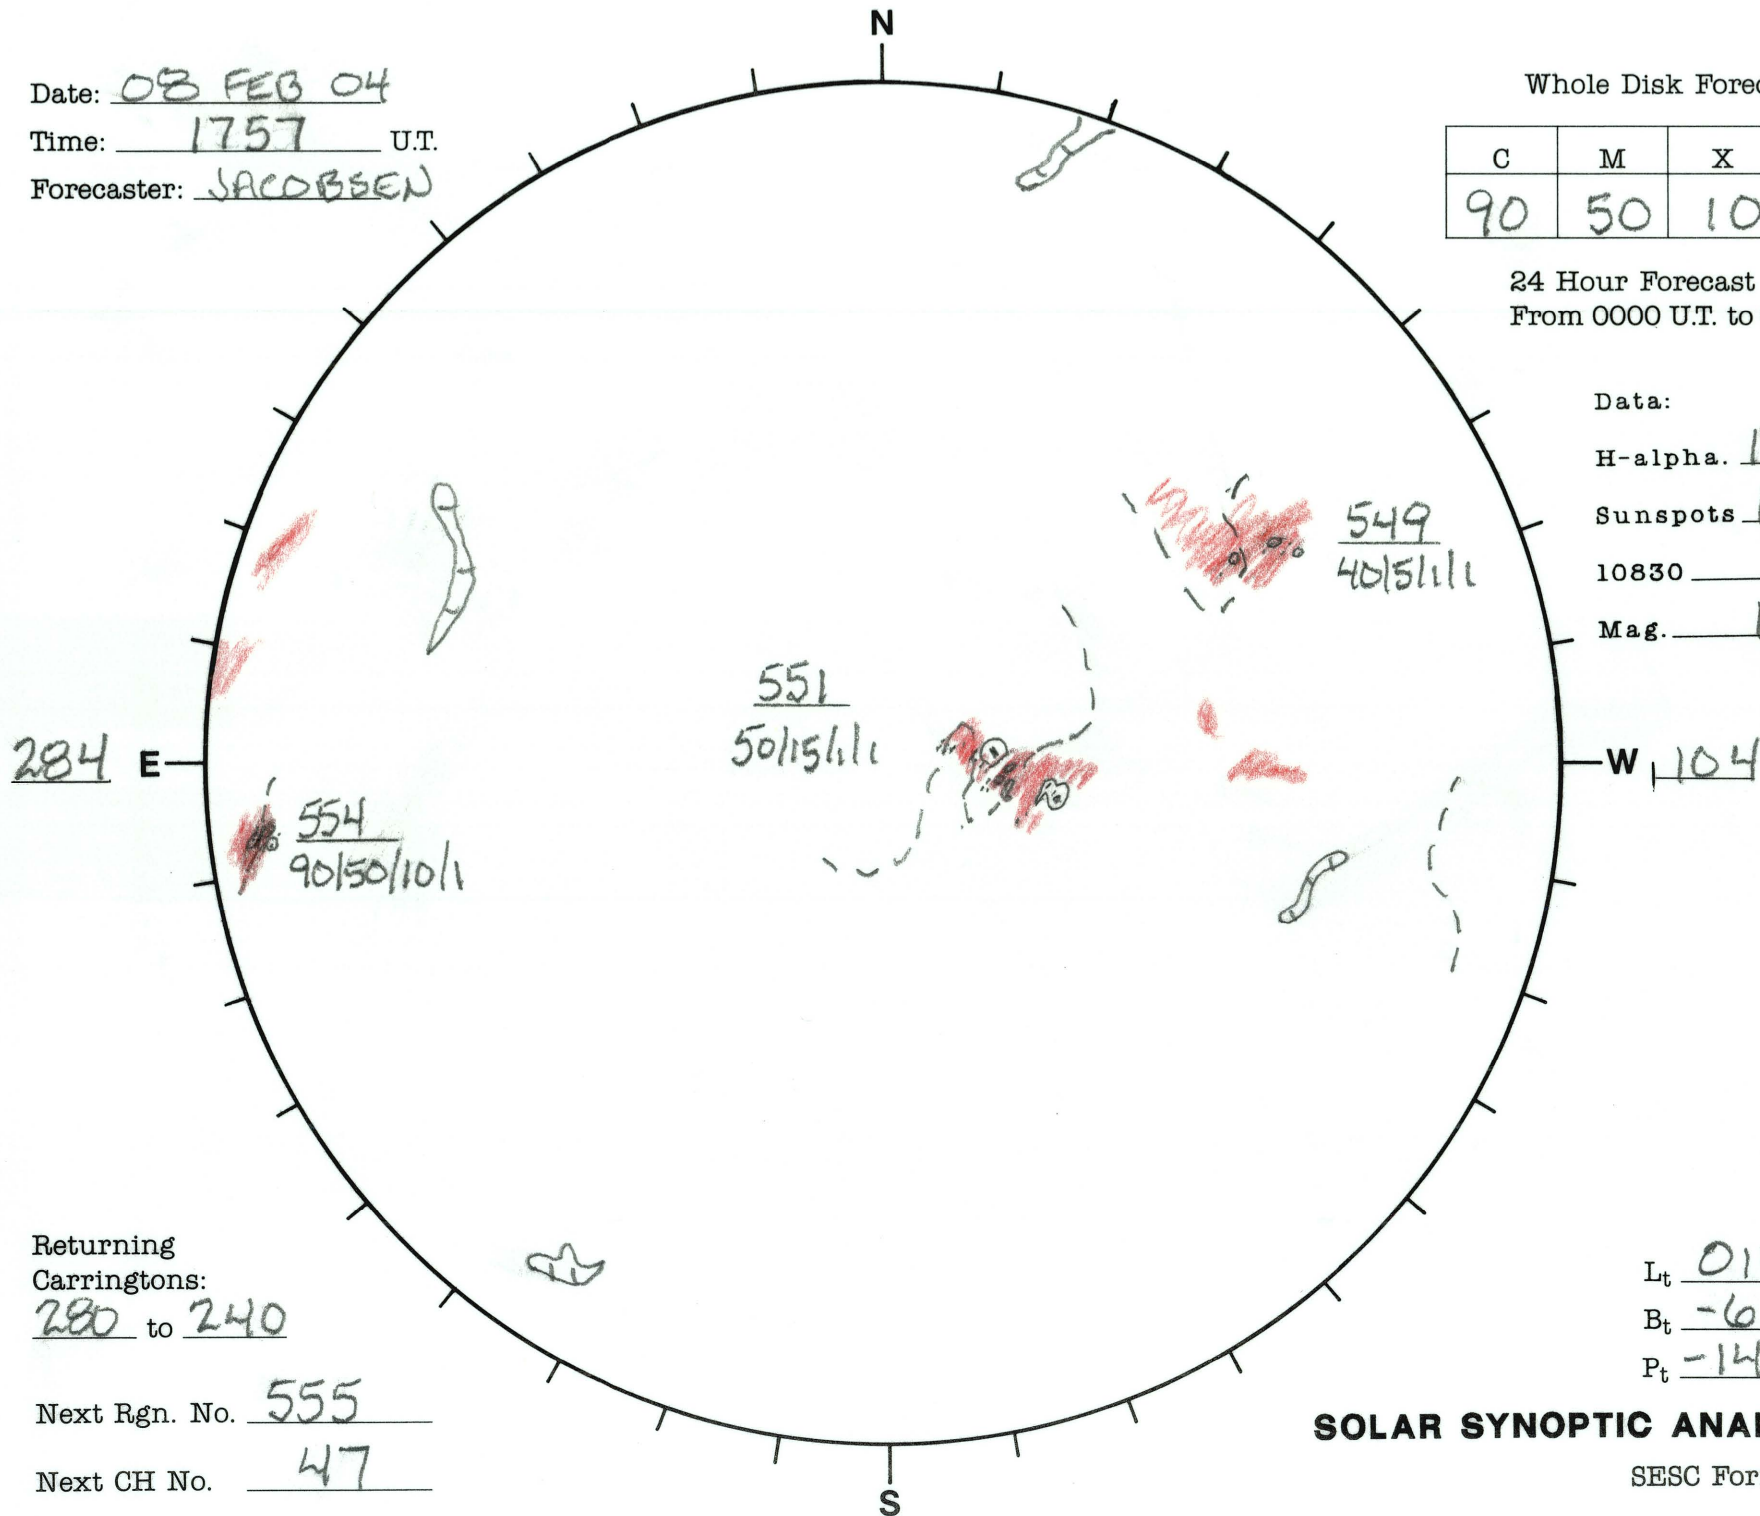 N
Date: 08 FEB 04
Time: 1757 U.T.
Forecaster: JACOBSEN
Whole Disk Forec
C M X
90 50 10
24 Hour Forecast
From 0000 U.T. to
Data:
H-alpha. 1
Sunspots
10830
Mag.
549
40/5/1/1
551
50/15/1/1
284 E
W 104
554
90/50/10/1
Returning
Carringtons:
280 to 240
Next Rgn. No. 555
Next CH No. 47
Lt 01
Bt -6
Pt -14
SOLAR SYNOPTIC ANAL
SESC For
S